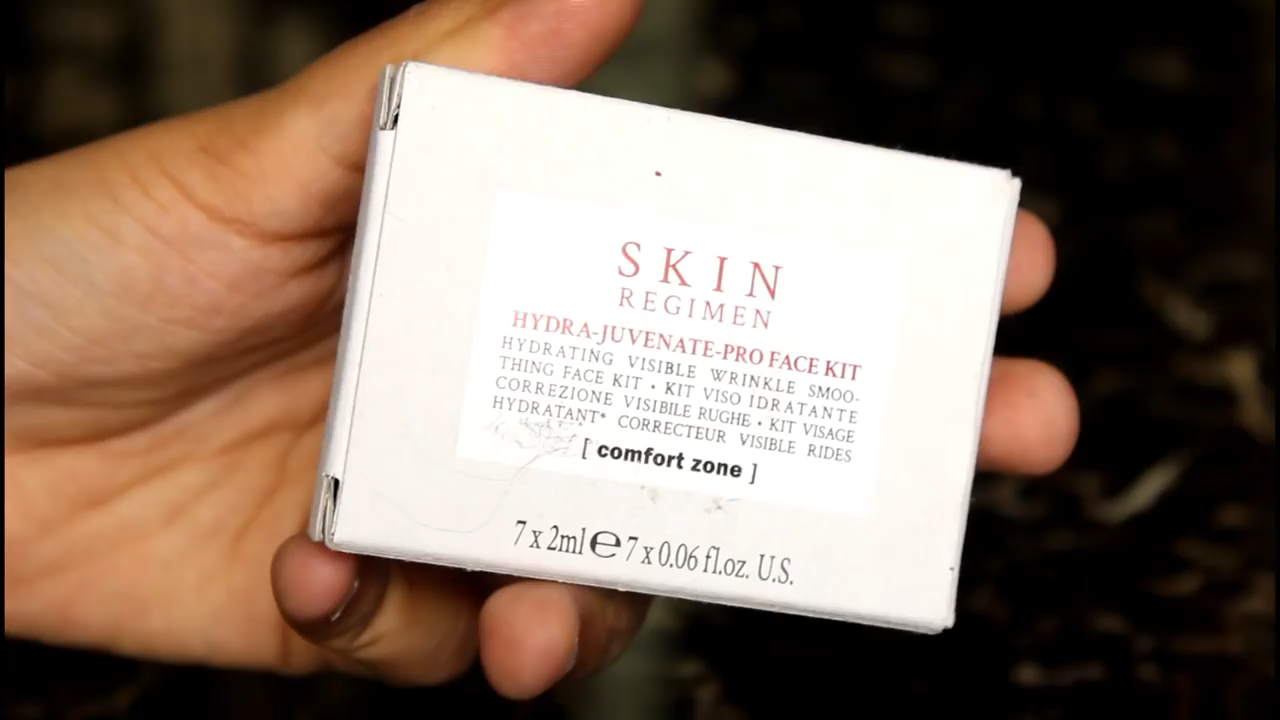 SKIN
REGIMEN
HYDRA-JUVENATE-PRO FACE KIT
HYDRATING VISIBLE WRINKLE SMOO-
THING FACE KIT • KIT VISO IDRATANTE
CORREZIONE VISIBILE RUGHE • KIT VISAGE
HYDRATANT* CORRECTEUR VISIBLE RIDES
[ comfort zone ]
7 x 2ml ℮ 7 x 0.06 fl.oz. U.S.